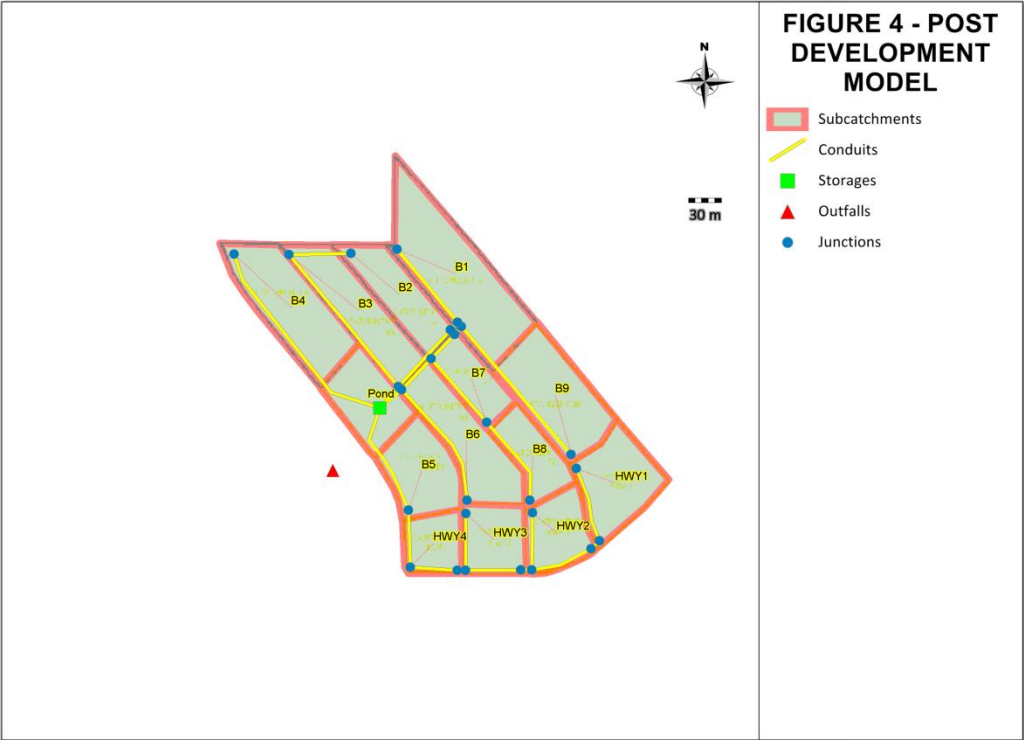 FIGURE 4 - POST
DEVELOPMENT
MODEL
Subcatchments
Conduits
Storages
Outfalls
Junctions
N
30 m
B1
B2
B3
B4
B7
Pond
B9
B6
B8
B5
HWY1
HWY2
HWY3
HWY4